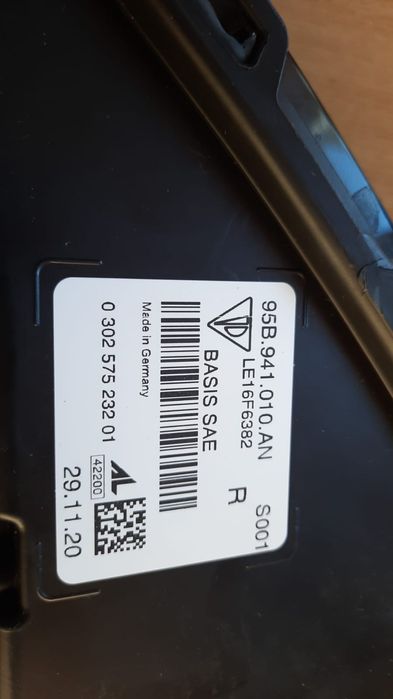 95B.941.010.AN S001
LE16F6382
BASIS SAE R
Made in Germany
0 302 575 232 01
AL
42200
29.11.20